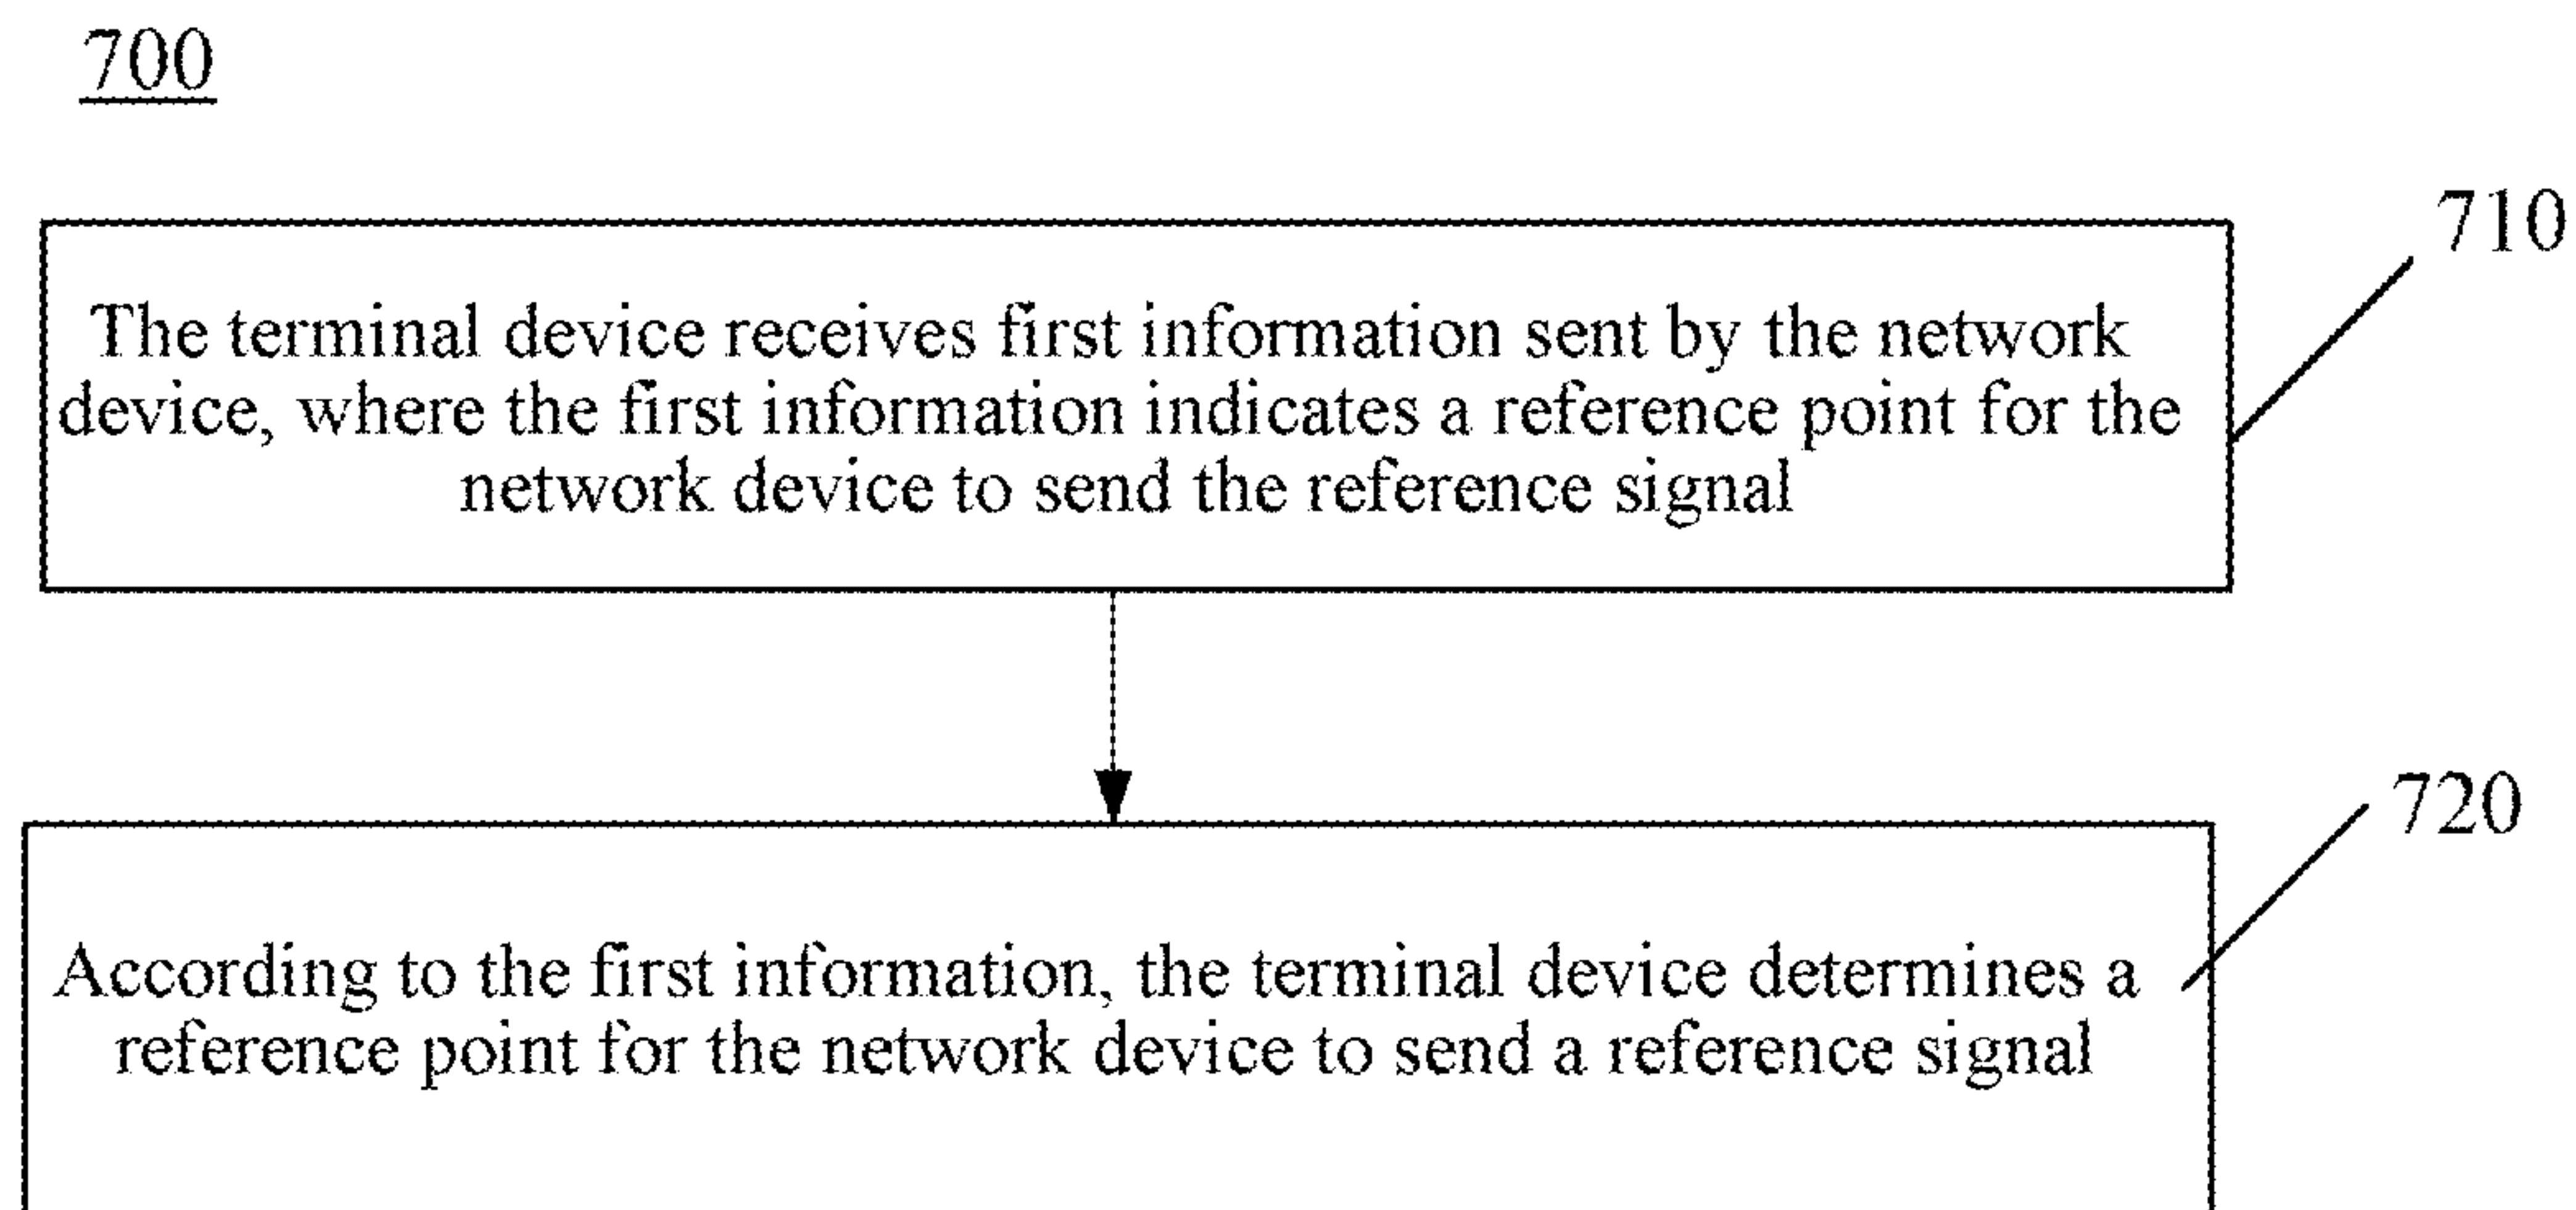 700
710
The terminal device receives first information sent by the network
device, where the first information indicates a reference point for the
network device to send the reference signal
720
According to the first information, the terminal device determines a
reference point for the network device to send a reference signal